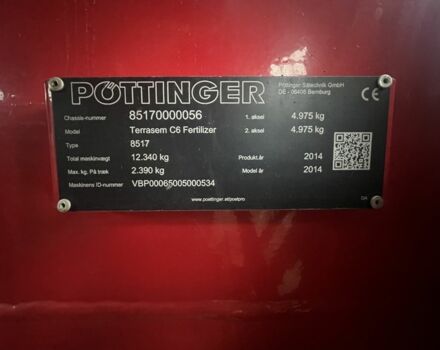 PÖTTINGER
Pöttinger Sätechnik GmbH
DE - 06406 Bernburg
CE
Chassis-nummer 85170000056 1. aksel 4.975 kg
Model Terrasem C6 Fertilizer 2. aksel 4.975 kg
Type 8517
Total maskinvægt 12.340 kg Produkt.år 2014
Max. kg. På træk 2.390 kg Model år 2014
Maskinens ID-nummer VBP00065005000534
www.poettinger.at/poetpro DA